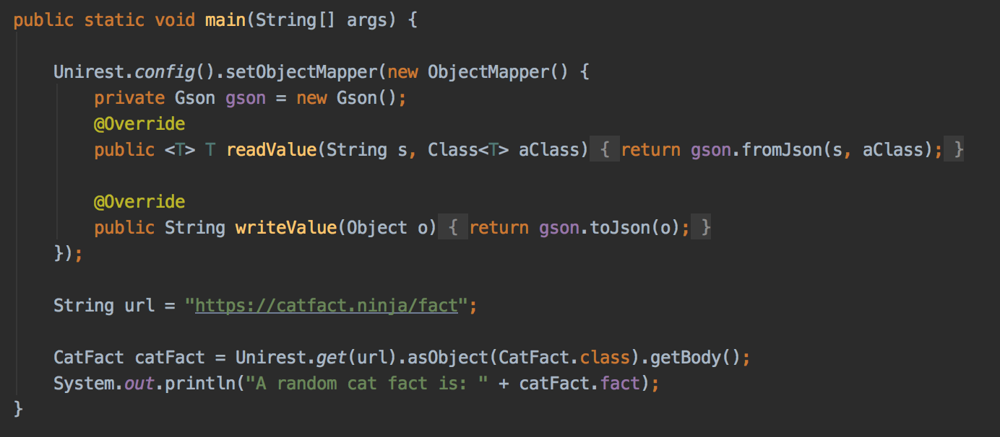 public static void main(String[] args) {
Unirest.config().setObjectMapper(new ObjectMapper() {
private Gson gson = new Gson();
@Override
public <T> T readValue(String s, Class<T> aClass) { return gson.fromJson(s, aClass); }
@Override
public String writeValue(Object o) { return gson.toJson(o); }
});
String url = "https://catfact.ninja/fact";
CatFact catFact = Unirest.get(url).asObject(CatFact.class).getBody();
System.out.println("A random cat fact is: " + catFact.fact);
}